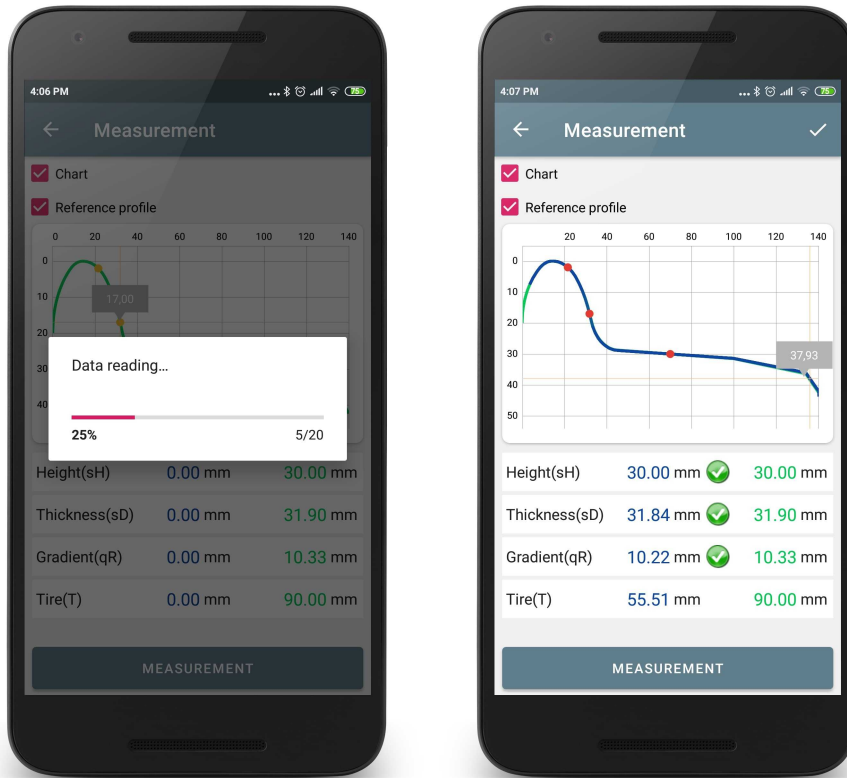 4:06 PM
75
Measurement
Chart
Reference profile
0 20 40 60 80 100 120 140
0
10
17,00
20
30
40
Data reading...
25% 5/20
Height(sH) 0.00 mm 30.00 mm
Thickness(sD) 0.00 mm 31.90 mm
Gradient(qR) 0.00 mm 10.33 mm
Tire(T) 0.00 mm 90.00 mm
MEASUREMENT
4:07 PM
75
Measurement
Chart
Reference profile
20 40 60 80 100 120 140
0
10
20
30
37,93
40
50
Height(sH) 30.00 mm 30.00 mm
Thickness(sD) 31.84 mm 31.90 mm
Gradient(qR) 10.22 mm 10.33 mm
Tire(T) 55.51 mm 90.00 mm
MEASUREMENT